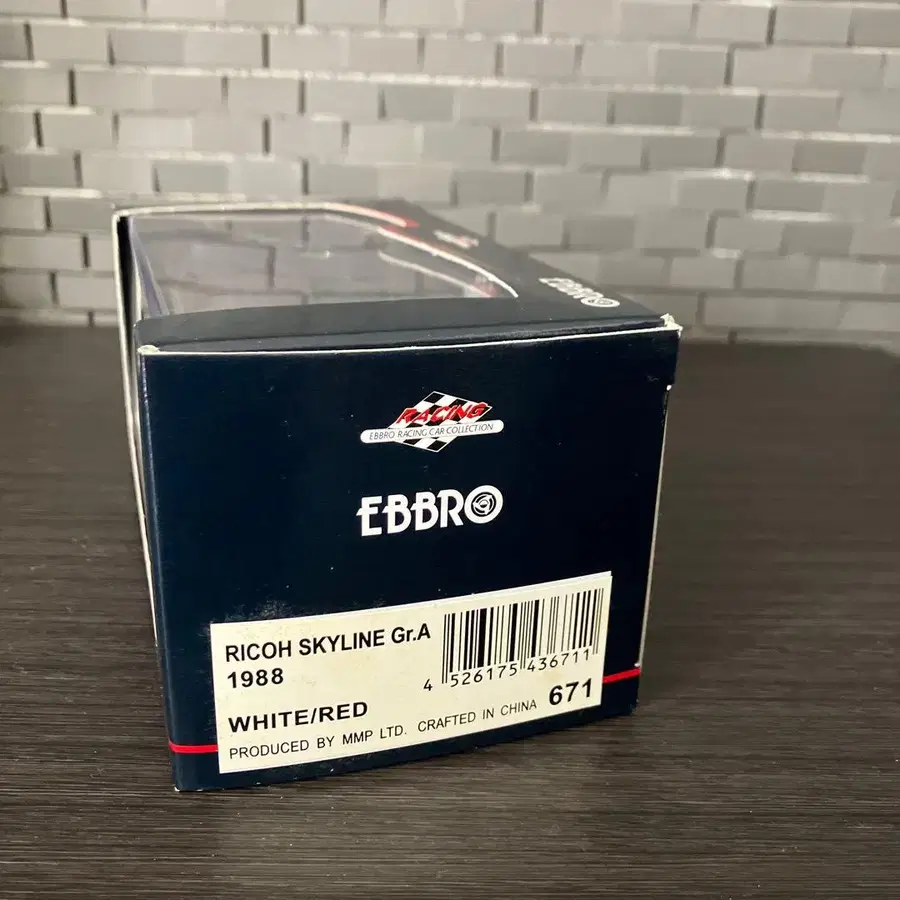 EBBRO
RACING
EBBRO RACING CAR COLLECTION
EBBRO
RICOH SKYLINE Gr.A
1988
4 526175 436711
WHITE/RED
671
PRODUCED BY MMP LTD. CRAFTED IN CHINA